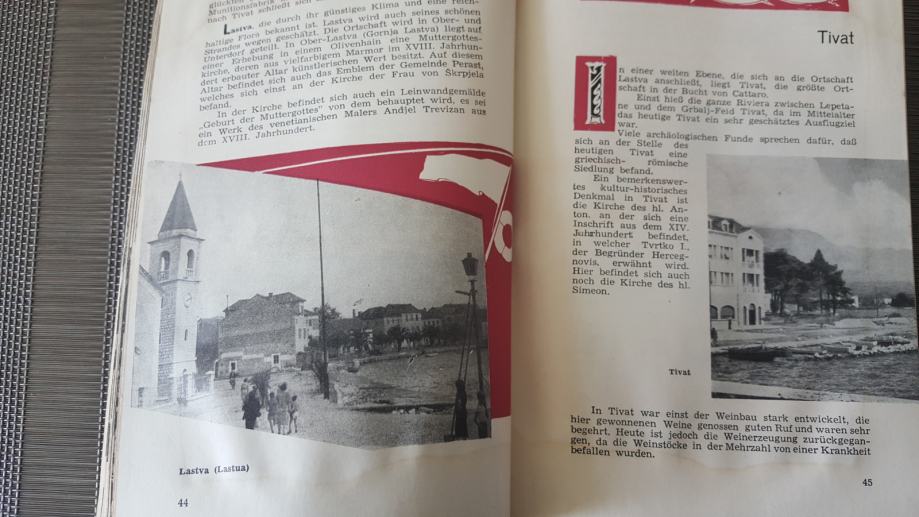 glückten
Munitionsfabrik
nach Tivat schließt sich
Lastva, die durch ihr günstiges Klima und eine reich-
haltige Flora bekannt ist. Lastva wird auch seines schönen
Strandes wegen geschätzt. Die Ortschaft wird in Ober- und
Unterdorf geteilt. In Ober-Lastva (Gornja Lastva) liegt auf
einer Erhebung in einem Olivenhain eine Muttergottes-
kirche, deren aus vielfarbigem Marmor im XVIII. Jahrhun-
dert erbauter Altar künstlerischen Wert besitzt. Auf diesem
Altar befindet sich auch das Emblem der Gemeinde Perast,
welches sich einst an der Kirche der Frau von Škrpjela
befand.
In der Kirche befindet sich auch ein Leinwandgemälde
„Geburt der Muttergottes" von dem behauptet wird, es sei
ein Werk des venetianischen Malers Andjel Trevizan aus
dem XVIII. Jahrhundert.
Lastva (Lastua)
44
Tivat
In einer weiten Ebene, die sich an die Ortschaft
Lastva anschließt, liegt Tivat, die größte Ort-
schaft in der Bucht von Cattaro.
Einst hieß die ganze Riviera zwischen Lepeta-
ne und dem Grbalj-Feld Tivat, da im Mittelalter
das heutige Tivat ein sehr geschätztes Ausflugziel
war.
Viele archäologischen Funde sprechen dafür, daß
sich an der Stelle des
heutigen Tivat eine
griechisch- römische
Siedlung befand.
Ein bemerkenswer-
tes kultur-historisches
Denkmal in Tivat ist
die Kirche des hl. An-
ton. an der sich eine
Inschrift aus dem XIV.
Juhrhundert befindet,
in welcher Tvrtko I.,
der Begründer Herceg-
novis, erwähnt wird.
Hier befindet sich auch
noch die Kirche des hl.
Simeon.
Tivat
In Tivat war einst der Weinbau stark entwickelt, die
hier gewonnenen Weine genossen guten Ruf und waren sehr
begehrt. Heute ist jedoch die Weinerzeugung zurückgegan-
gen, da die Weinstöcke in der Mehrzahl von einer Krankheit
befallen wurden.
45